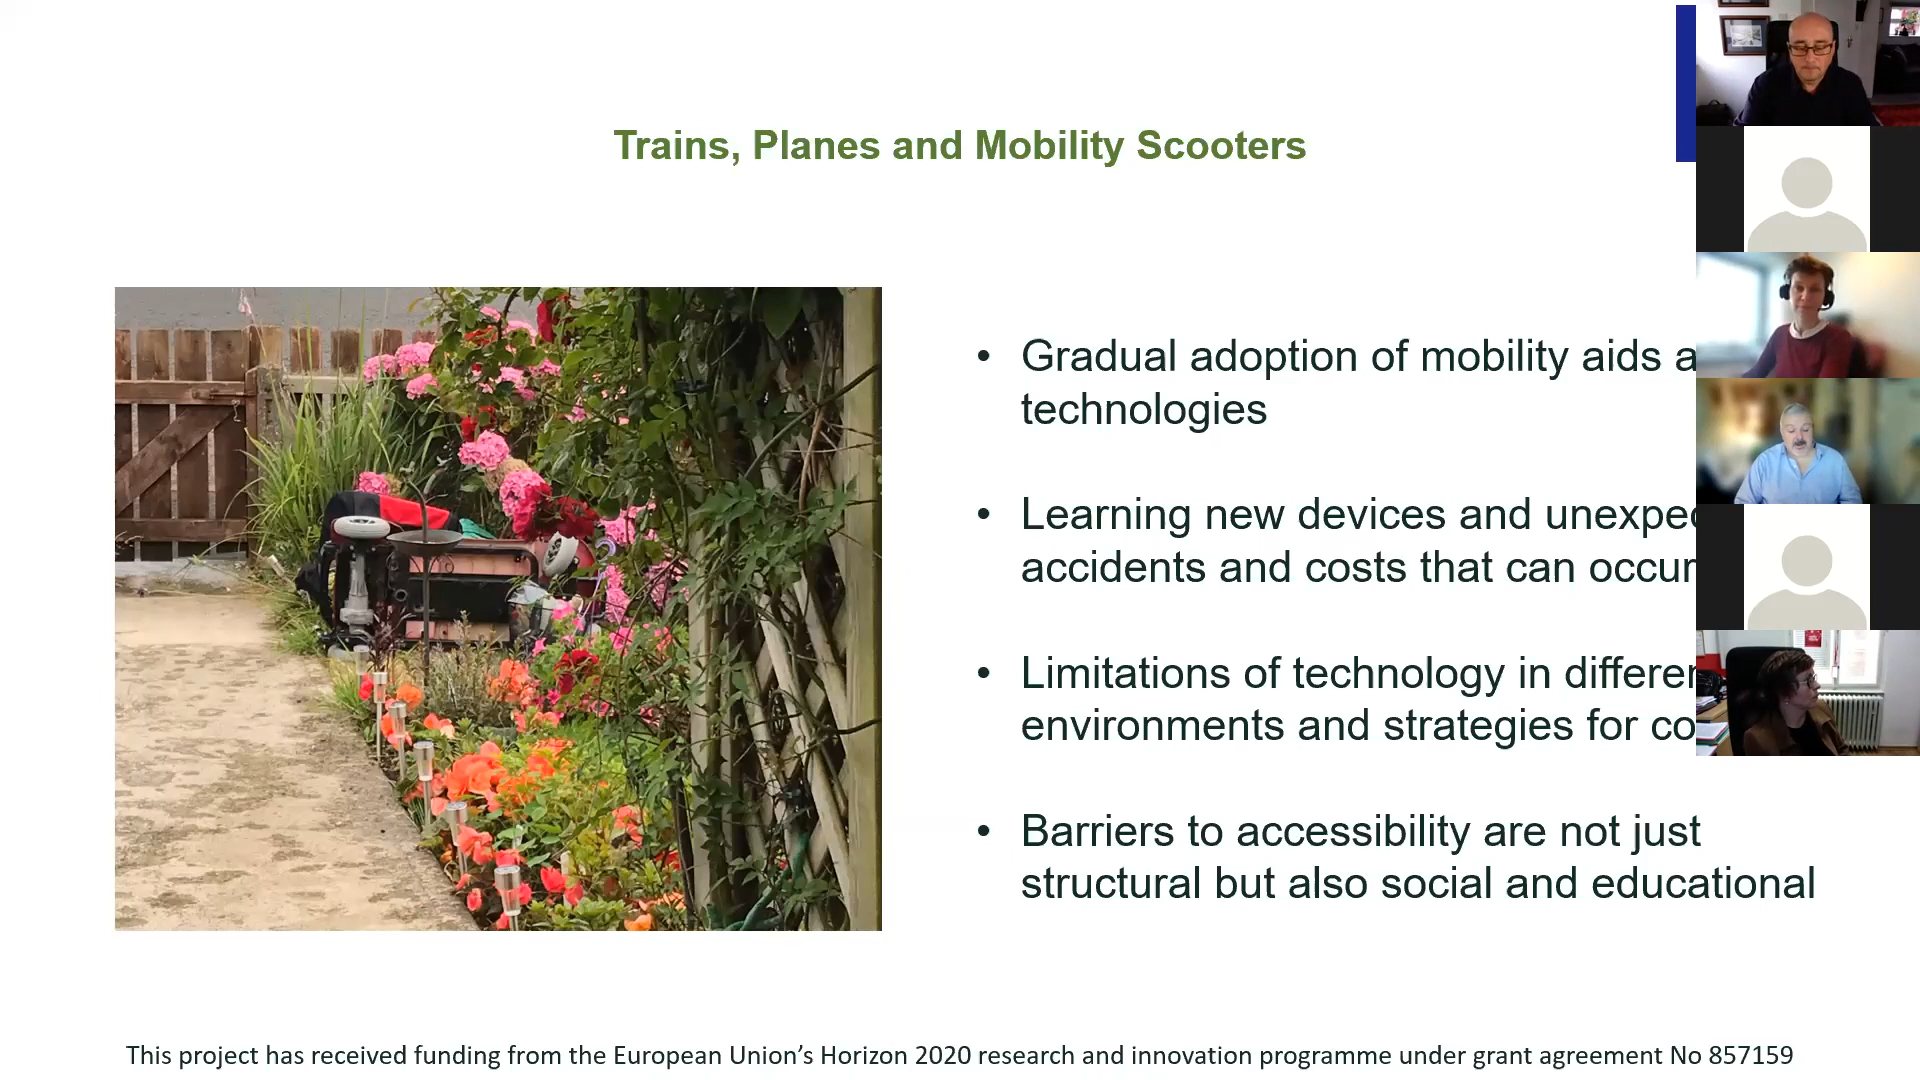 Trains, Planes and Mobility Scooters
• Gradual adoption of mobility aids a
technologies
• Learning new devices and unexpec
accidents and costs that can occur
• Limitations of technology in differen
environments and strategies for co
• Barriers to accessibility are not just
structural but also social and educational
This project has received funding from the European Union’s Horizon 2020 research and innovation programme under grant agreement No 857159